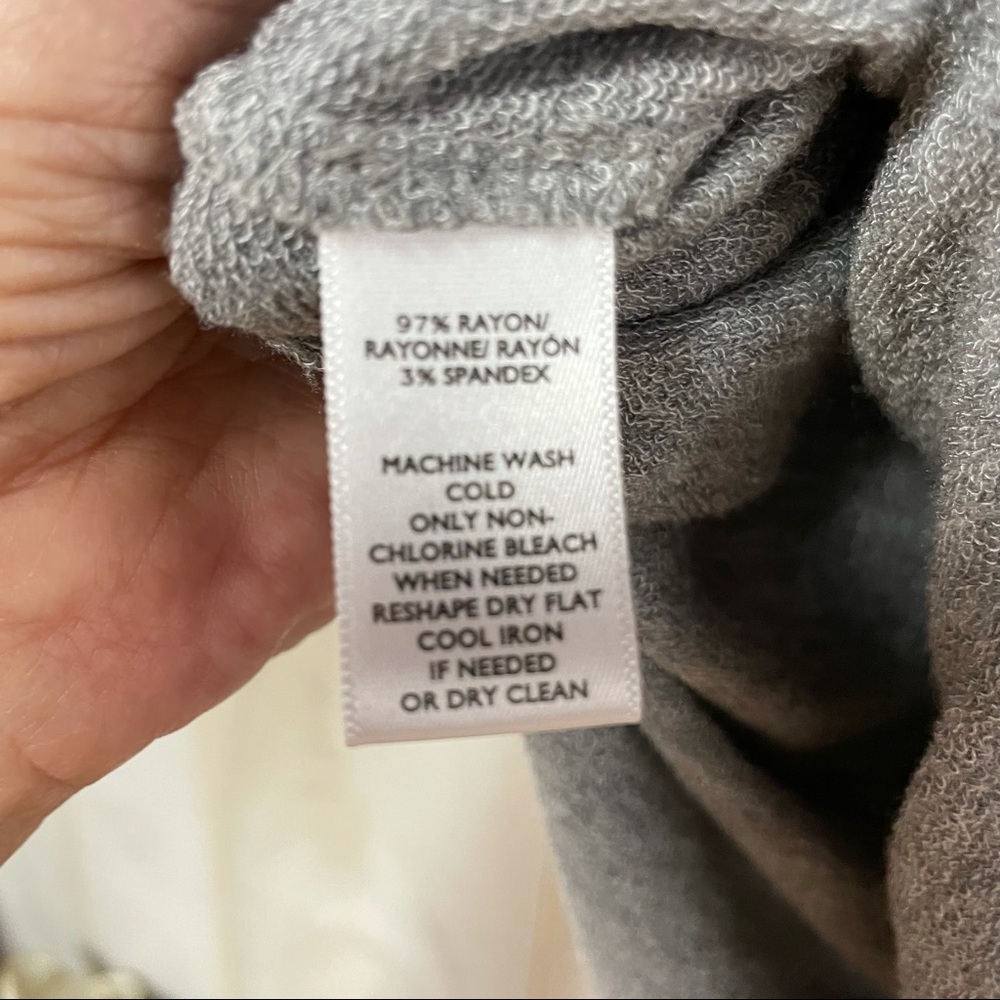 97% RAYON/
RAYONNE/ RAYÓN
3% SPANDEX
MACHINE WASH
COLD
ONLY NON-
CHLORINE BLEACH
WHEN NEEDED
RESHAPE DRY FLAT
COOL IRON
IF NEEDED
OR DRY CLEAN